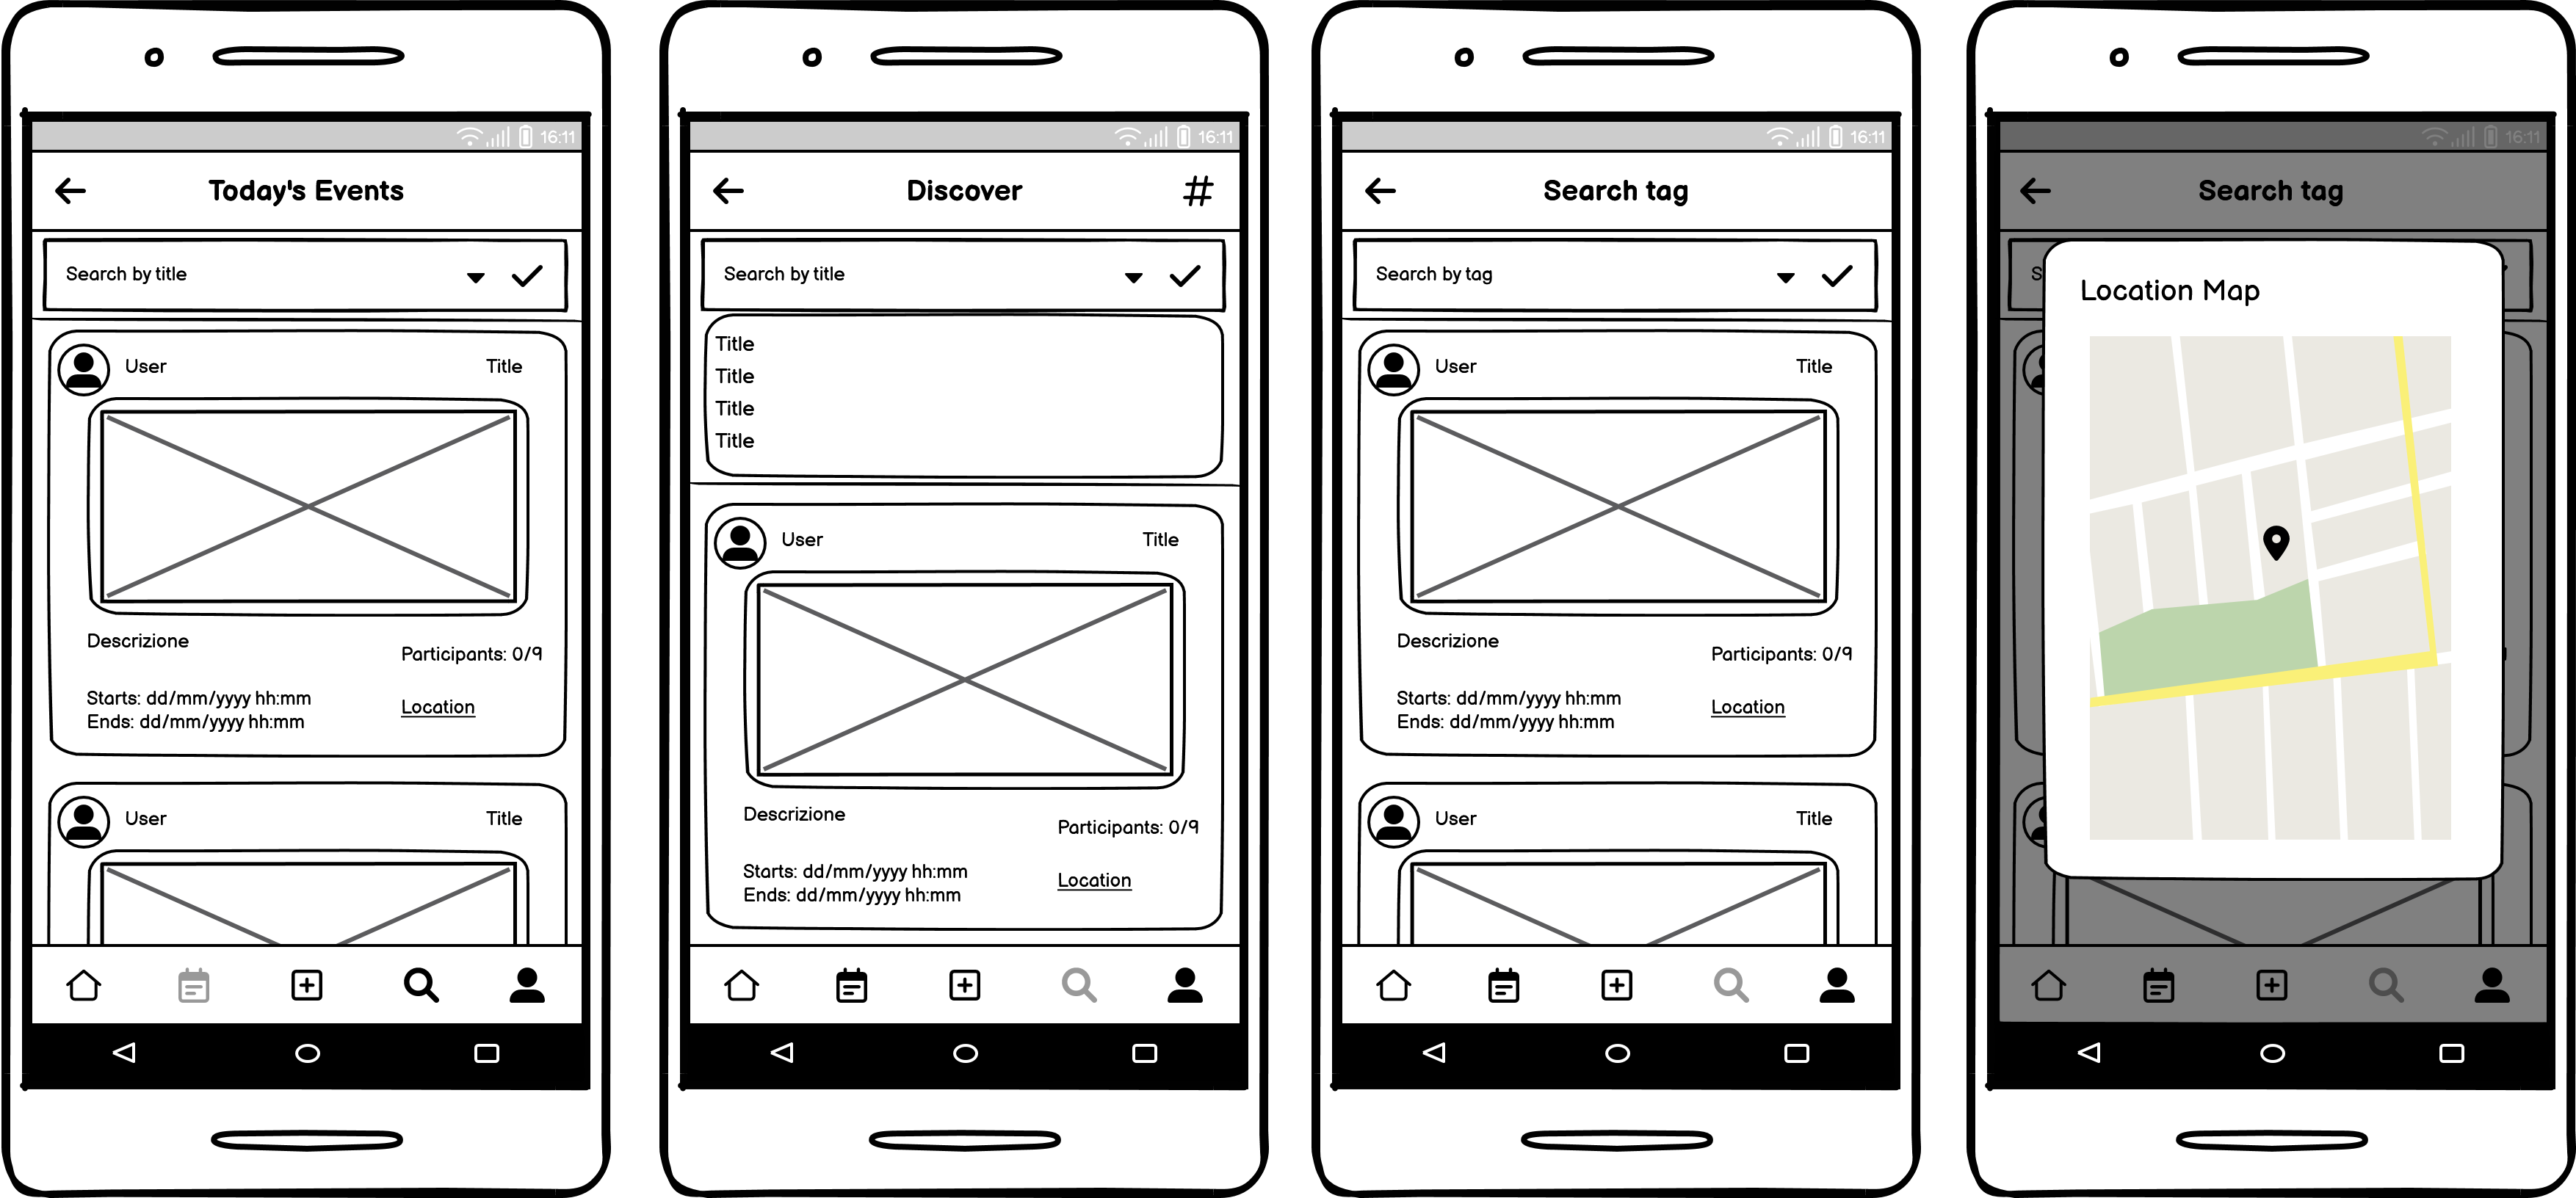 16:11
Today's Events
Search by title
User Title
Descrizione
Participants: 0/9
Starts: dd/mm/yyyy hh:mm
Ends: dd/mm/yyyy hh:mm
Location
User Title
16:11
Discover #
Search by title
Title
Title
Title
Title
User Title
Descrizione
Participants: 0/9
Starts: dd/mm/yyyy hh:mm
Ends: dd/mm/yyyy hh:mm
Location
16:11
Search tag
Search by tag
User Title
Descrizione
Participants: 0/9
Starts: dd/mm/yyyy hh:mm
Ends: dd/mm/yyyy hh:mm
Location
User Title
16:11
Search tag
S
Location Map